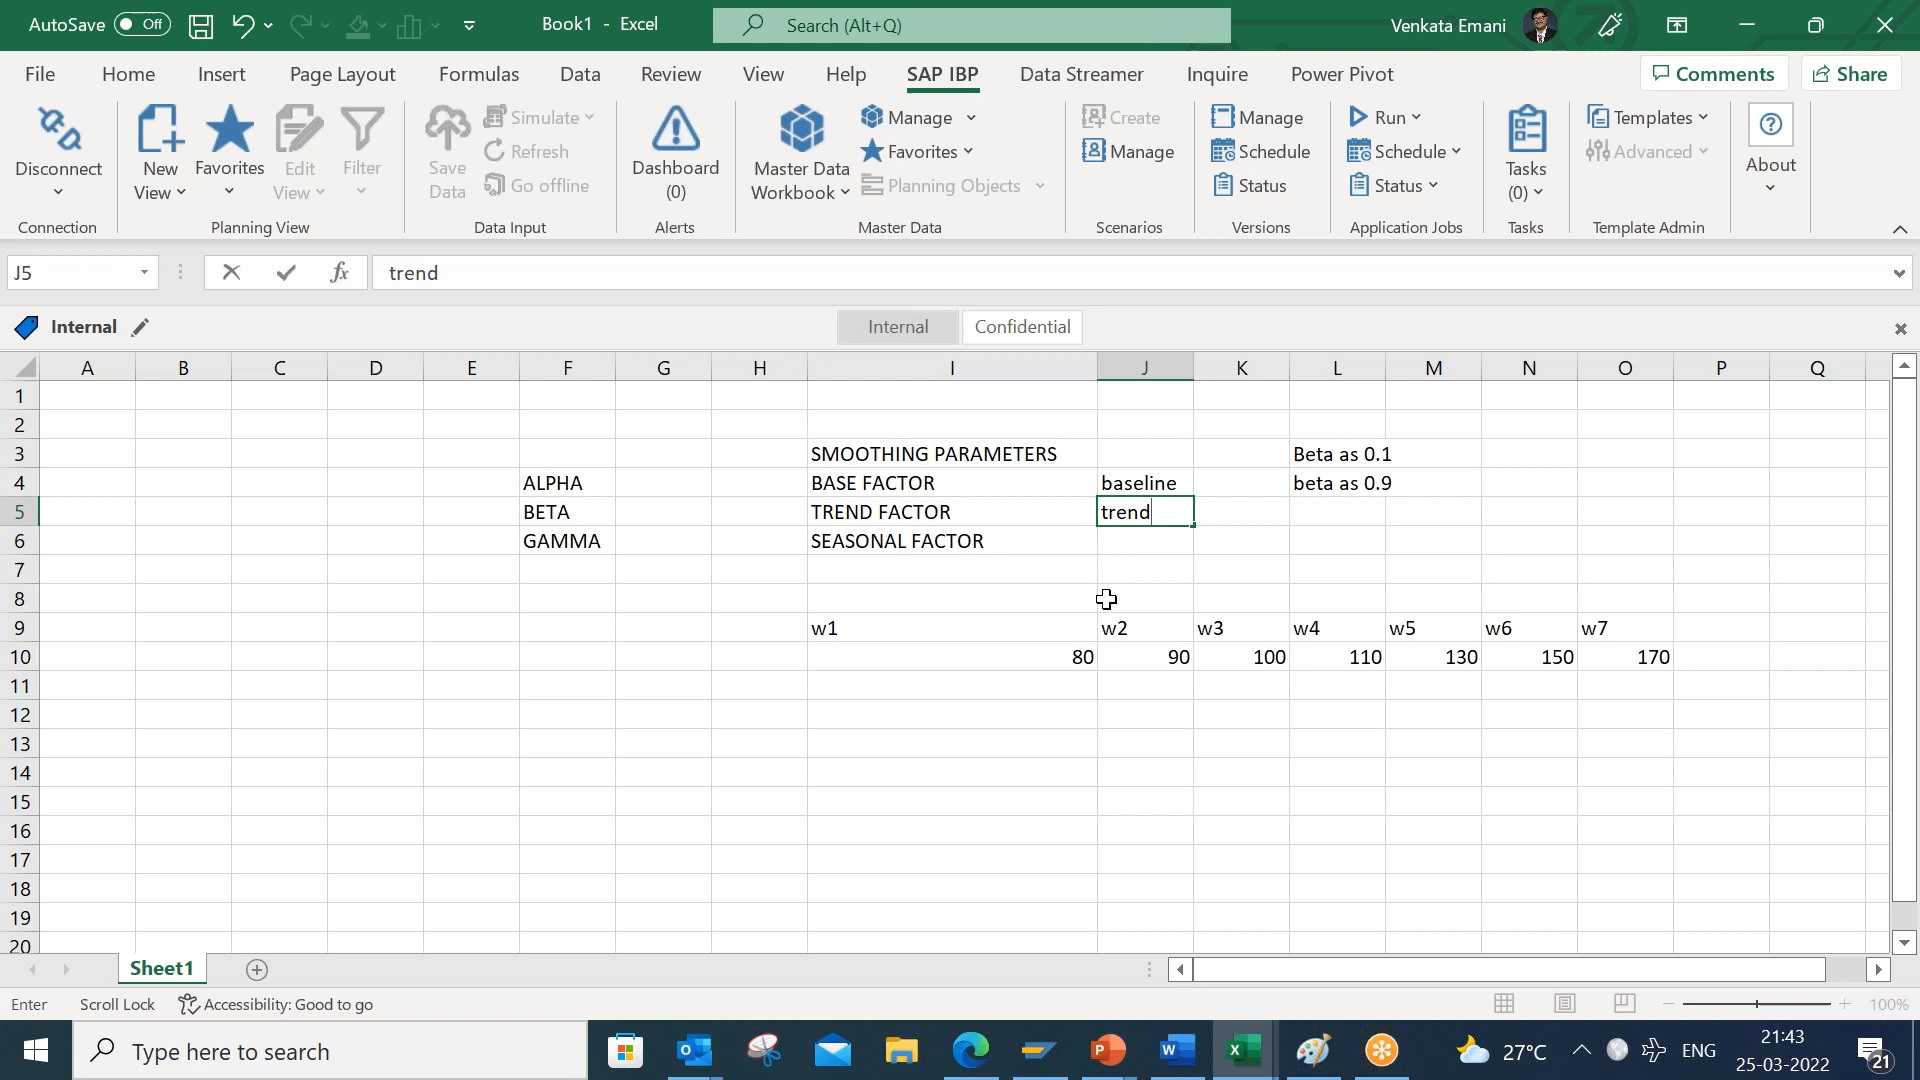 AutoSave Off Book1 - Excel Search (Alt+Q) Venkata Emani
File Home Insert Page Layout Formulas Data Review View Help SAP IBP Data Streamer Inquire Power Pivot Comments Share
Disconnect
Connection
New View
Favorites
Edit View
Filter
Planning View
Save Data
Simulate
Refresh
Go offline
Data Input
Dashboard (0)
Alerts
Master Data Workbook
Manage
Favorites
Planning Objects
Master Data
Create
Manage
Scenarios
Manage
Schedule
Status
Versions
Run
Schedule
Status
Application Jobs
Tasks (0)
Tasks
Templates
Advanced
Template Admin
About
J5 fx trend
Internal Internal Confidential
A B C D E F G H I J K L M N O P Q
1
2
3 SMOOTHING PARAMETERS Beta as 0.1
4 ALPHA BASE FACTOR baseline beta as 0.9
5 BETA TREND FACTOR trend
6 GAMMA SEASONAL FACTOR
7
8
9 w1 w2 w3 w4 w5 w6 w7
10 80 90 100 110 130 150 170
11
12
13
14
15
16
17
18
19
20
Sheet1
Enter Scroll Lock Accessibility: Good to go 100%
Type here to search 27°C ENG 21:43
25-03-2022 21